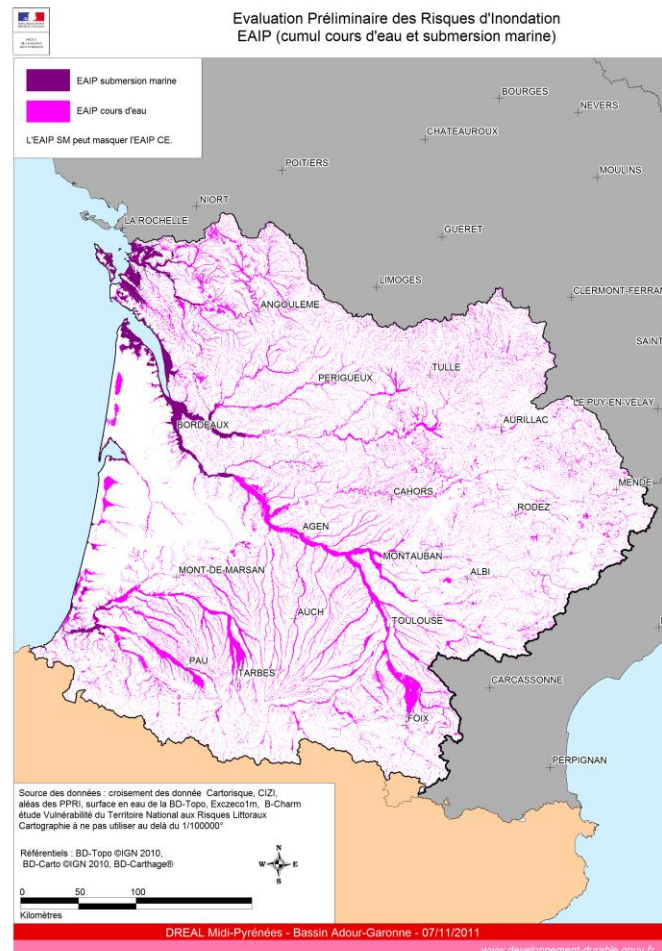 Evaluation Préliminaire des Risques d'Inondation
EAIP (cumul cours d'eau et submersion marine)
EAIP submersion marine
EAIP cours d'eau
L'EAIP SM peut masquer l'EAIP CE.
BOURGES
NEVERS
CHATEAUROUX
POITIERS
MOULINS
NIORT
LA ROCHELLE
GUERET
LIMOGES
CLERMONT-FERRAN
ANGOULEME
SAINT
TULLE
PERIGUEUX
LE PUY-EN-VELAY
AURILLAC
BORDEAUX
MENDE
CAHORS
RODEZ
AGEN
MONTAUBAN
MONT-DE-MARSAN
ALBI
AUCH
TOULOUSE
PAU
TARBES
CARCASSONNE
FOIX
PERPIGNAN
Source des données : croisement des donnée Cartorisque, CIZI,
aléas des PPRI, surface en eau de la BD-Topo, Exczeco1m, B-Charm
étude Vulnérabilité du Territoire National aux Risques Littoraux
Cartographie à ne pas utiliser au delà du 1/100000°
Référentiels : BD-Topo ©IGN 2010,
BD-Carto ©IGN 2010, BD-Carthage®
N
W E
S
0 50 100
Kilomètres
DREAL Midi-Pyrénées - Bassin Adour-Garonne - 07/11/2011
www.developpement-durable.gouv.fr